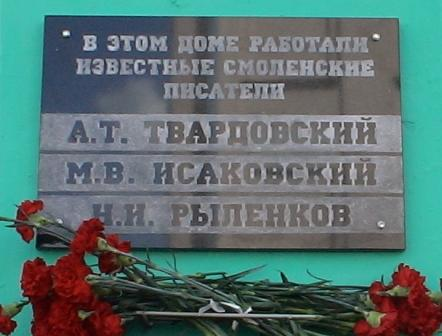 В ЭТОМ ДОМЕ РАБОТАЛИ
ИЗВЕСТНЫЕ СМОЛЕНСКИЕ
ПИСАТЕЛИ
А.Т. ТВАРДОВСКИЙ
М.В. ИСАКОВСКИЙ
Н.И. РЫЛЕНКОВ